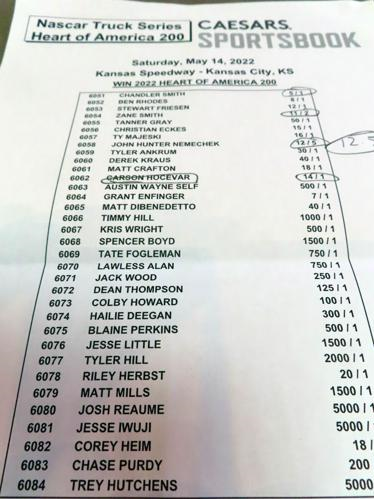 Nascar Truck Series
Heart of America 200
CAESARS
SPORTSBOOK
Saturday, May 14, 2022
Kansas Speedway - Kansas City, KS
WIN 2022 HEART OF AMERICA 200
6051 CHANDLER SMITH 5 / 1
6052 BEN RHODES 8 / 1
6053 STEWART FRIESEN 12 / 1
6054 ZANE SMITH 11 / 2
6055 TANNER GRAY 50 / 1
6056 CHRISTIAN ECKES 15 / 1
6057 TY MAJESKI 16 / 1
6058 JOHN HUNTER NEMECHEK 12 / 5
6059 TYLER ANKRUM 30 / 1
6060 DEREK KRAUS 40 / 1
6061 MATT CRAFTON 18 / 1
6062 CARSON HOCEVAR 14 / 1
6063 AUSTIN WAYNE SELF 500 / 1
6064 GRANT ENFINGER 7 / 1
6065 MATT DIBENEDETTO 40 / 1
6066 TIMMY HILL 1000 / 1
6067 KRIS WRIGHT 500 / 1
6068 SPENCER BOYD 1500 / 1
6069 TATE FOGLEMAN 750 / 1
6070 LAWLESS ALAN 750 / 1
6071 JACK WOOD 250 / 1
6072 DEAN THOMPSON 125 / 1
6073 COLBY HOWARD 100 / 1
6074 HAILIE DEEGAN 300 / 1
6075 BLAINE PERKINS 500 / 1
6076 JESSE LITTLE 1500 / 1
6077 TYLER HILL 2000 / 1
6078 RILEY HERBST 20 / 1
6079 MATT MILLS 1500 / 1
6080 JOSH REAUME 5000 / 1
6081 JESSE IWUJI 5000 /
6082 COREY HEIM 18 /
6083 CHASE PURDY 200
6084 TREY HUTCHENS 5000